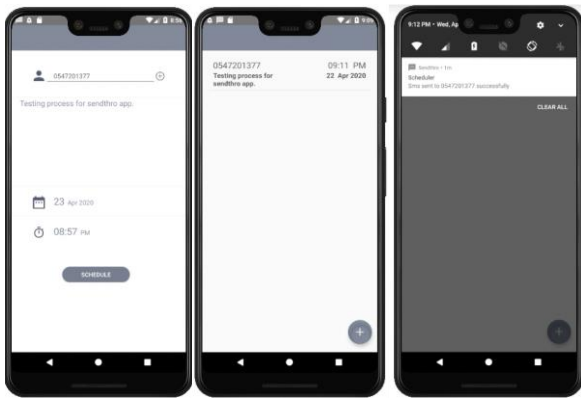 0547201377
Testing process for sendthro app.
23 Apr 2020
08:57 PM
SCHEDULE
0547201377 09:11 PM
Testing process for 22 Apr 2020
sendthro app.
9:12 PM • Wed, Ap
Sendthro • 1m
Scheduler
Sms sent to 0547201377 successfully
CLEAR ALL